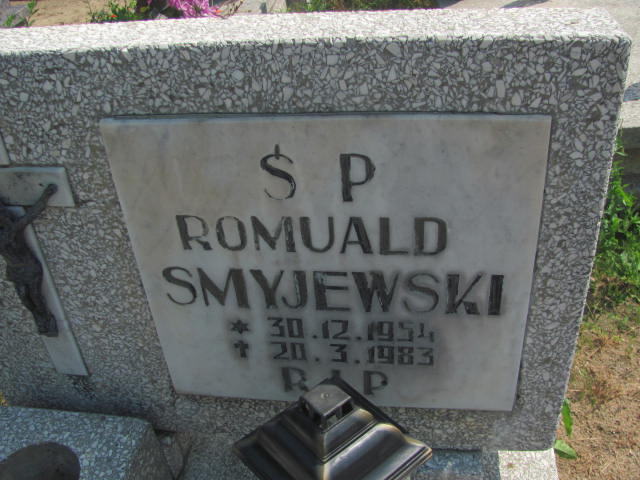 Ś P
ROMUALD
SMYJEWSKI
* 30.12.1954
✝ 20.3.1983
R.I.P